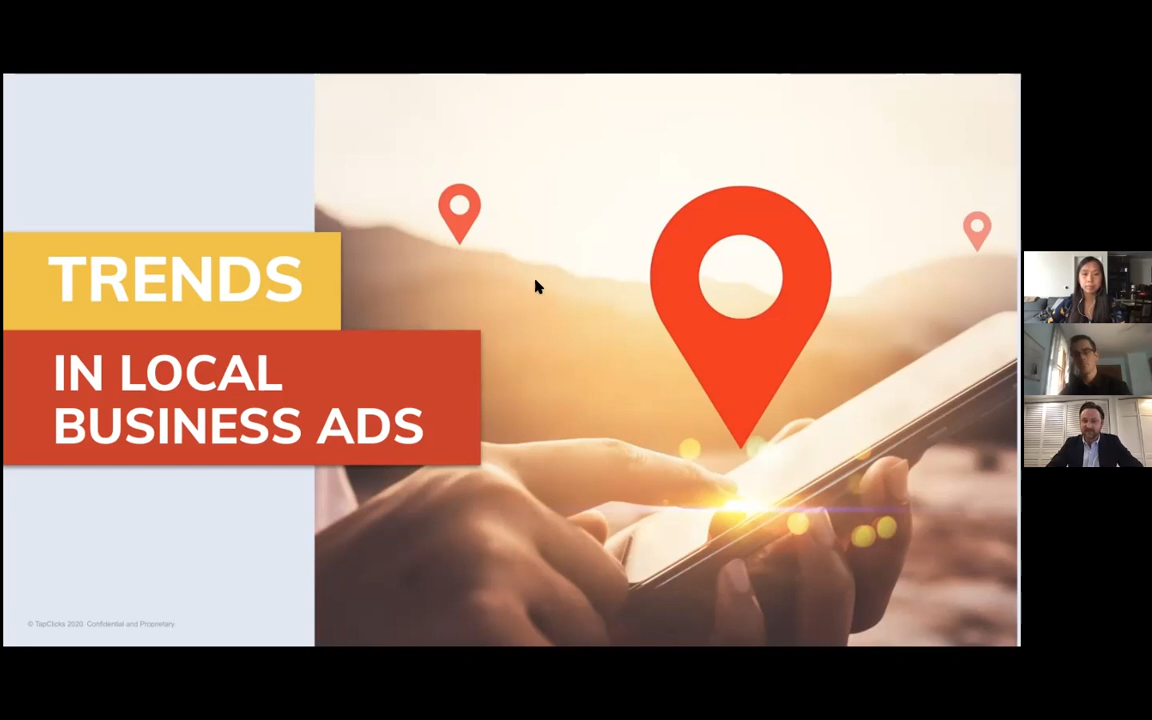 TRENDS
IN LOCAL
BUSINESS ADS
© TapClicks 2020. Confidential and Proprietary